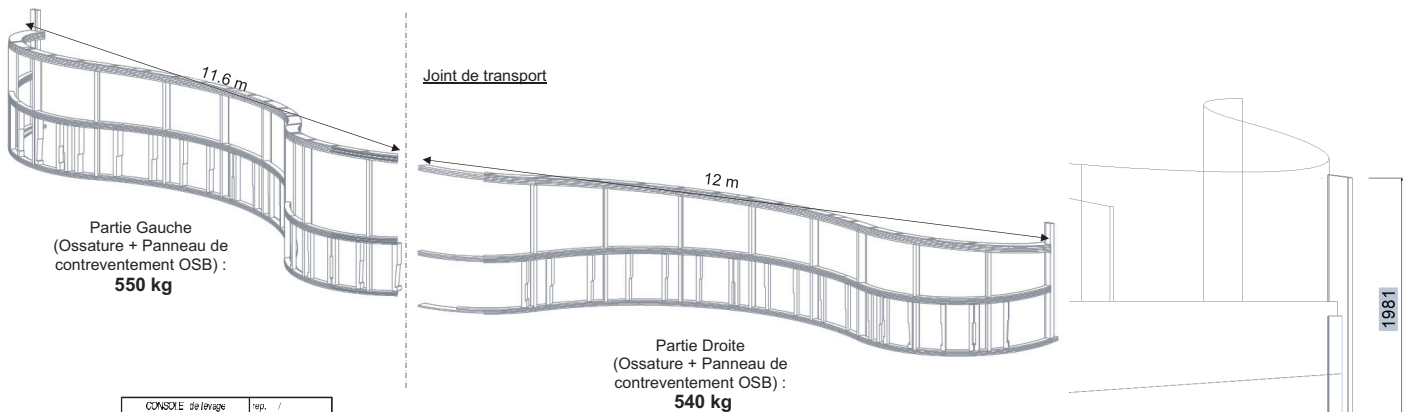 11.6 m
Joint de transport
12 m
Partie Gauche
(Ossature + Panneau de
contreventement OSB) :
550 kg
1981
Partie Droite
(Ossature + Panneau de
contreventement OSB) :
540 kg
CONSOLE de levage rep. /